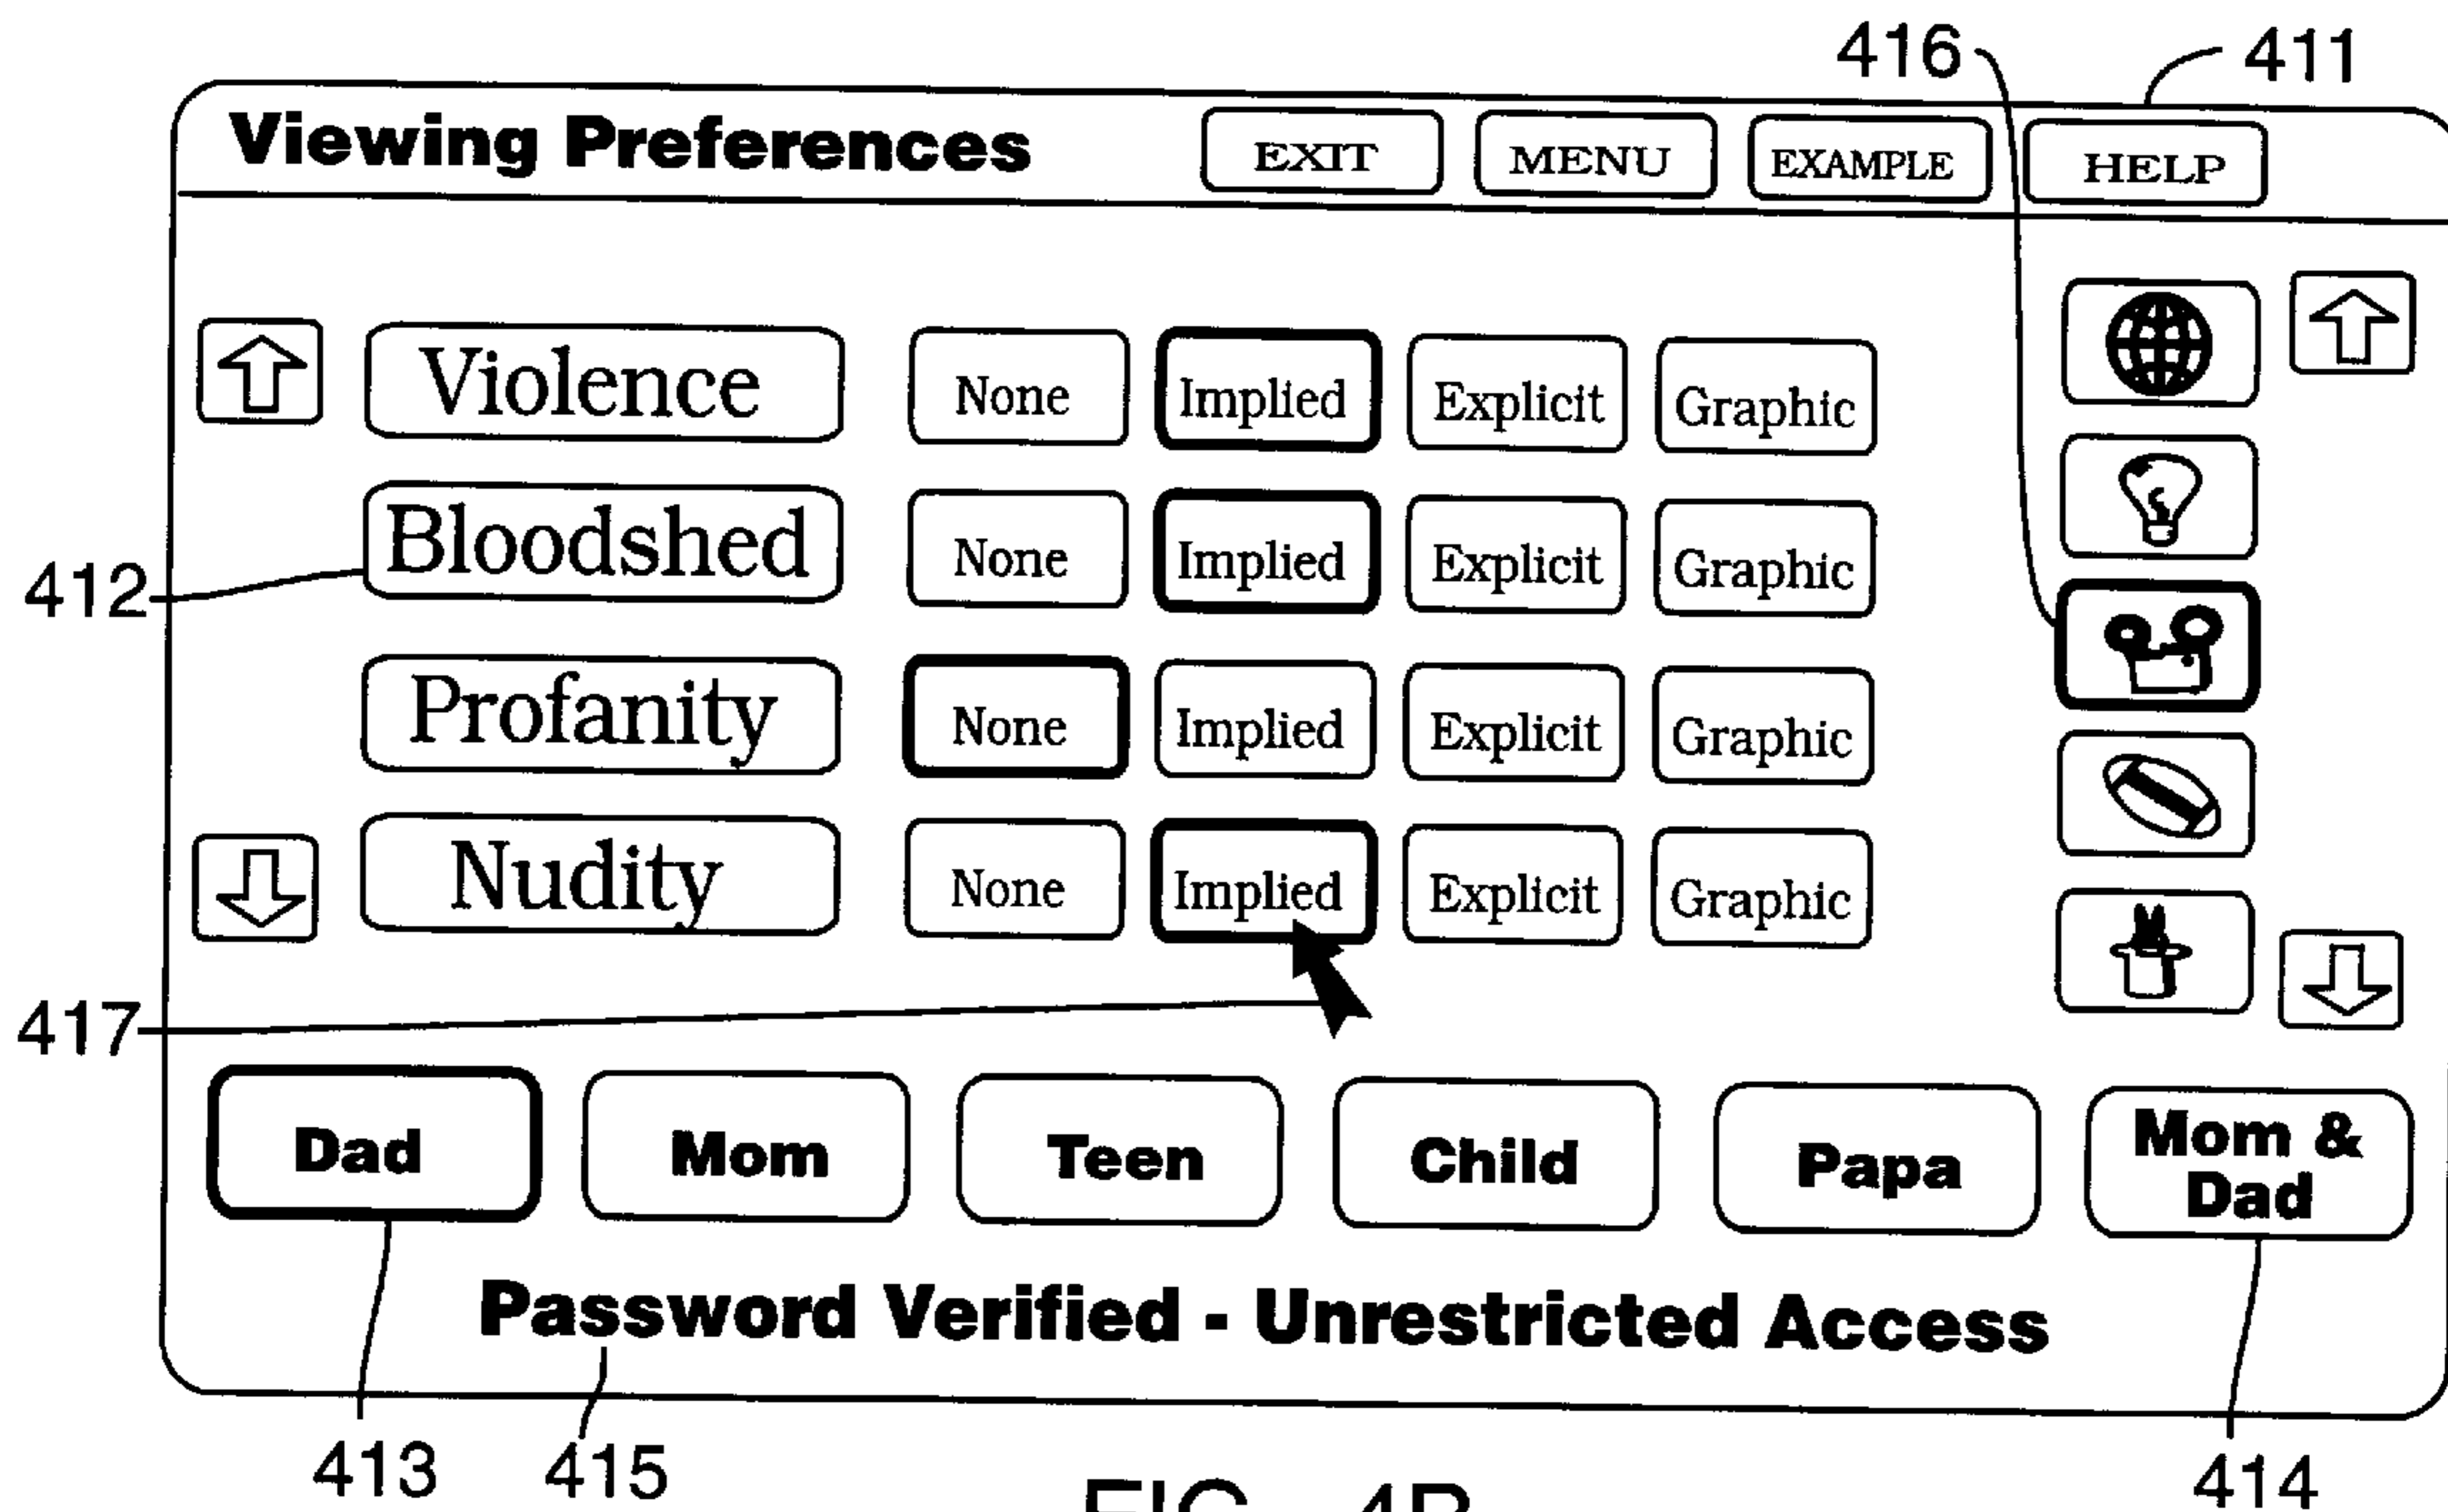 416 411
Viewing Preferences EXIT MENU EXAMPLE HELP
Violence None Implied Explicit Graphic
Bloodshed None Implied Explicit Graphic
412
Profanity None Implied Explicit Graphic
Nudity None Implied Explicit Graphic
417
Dad Mom Teen Child Papa Mom &
Dad
Password Verified - Unrestricted Access
413 415 414
FIG. 4B